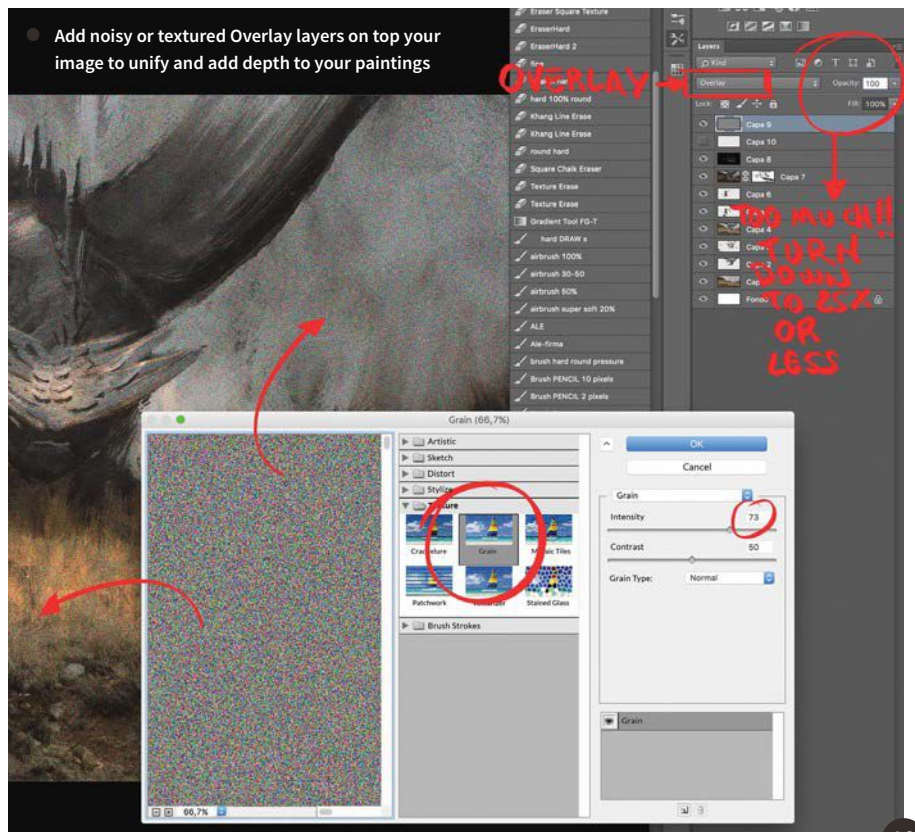 Add noisy or textured Overlay layers on top your
image to unify and add depth to your paintings
Eraser Square Texture
EraserHard
EraserHard 2
hard 100% round
Khang Line Erase
Khang Line Erase
round hard
Square Chalk Eraser
Texture Erase
Texture Erase
Gradient Tool FG-T
hard DRAW s
airbrush 100%
airbrush 30-50
airbrush 50%
airbrush super soft 20%
ALE
Ale-firma
brush hard round pressure
Brush PENCIL 10 pixels
Brush PENCIL 2 pixels
OVERLAY
Layers
Kind
Overlay
Opacity: 100
Lock:
Fill: 100%
Capa 9
Capa 10
Capa 8
Capa 7
Capa 6
Capa 4
Capa
Capa 2
Fondo
TOO MUCH!!
TURN
DOWN
TO 25%
OR
LESS
Grain (66,7%)
Artistic
Sketch
Distort
Stylize
Texture
Craquelure
Grain
Mosaic Tiles
Patchwork
Texturizer
Stained Glass
Brush Strokes
OK
Cancel
Grain
Intensity 73
Contrast 50
Grain Type: Normal
Grain
66,7%